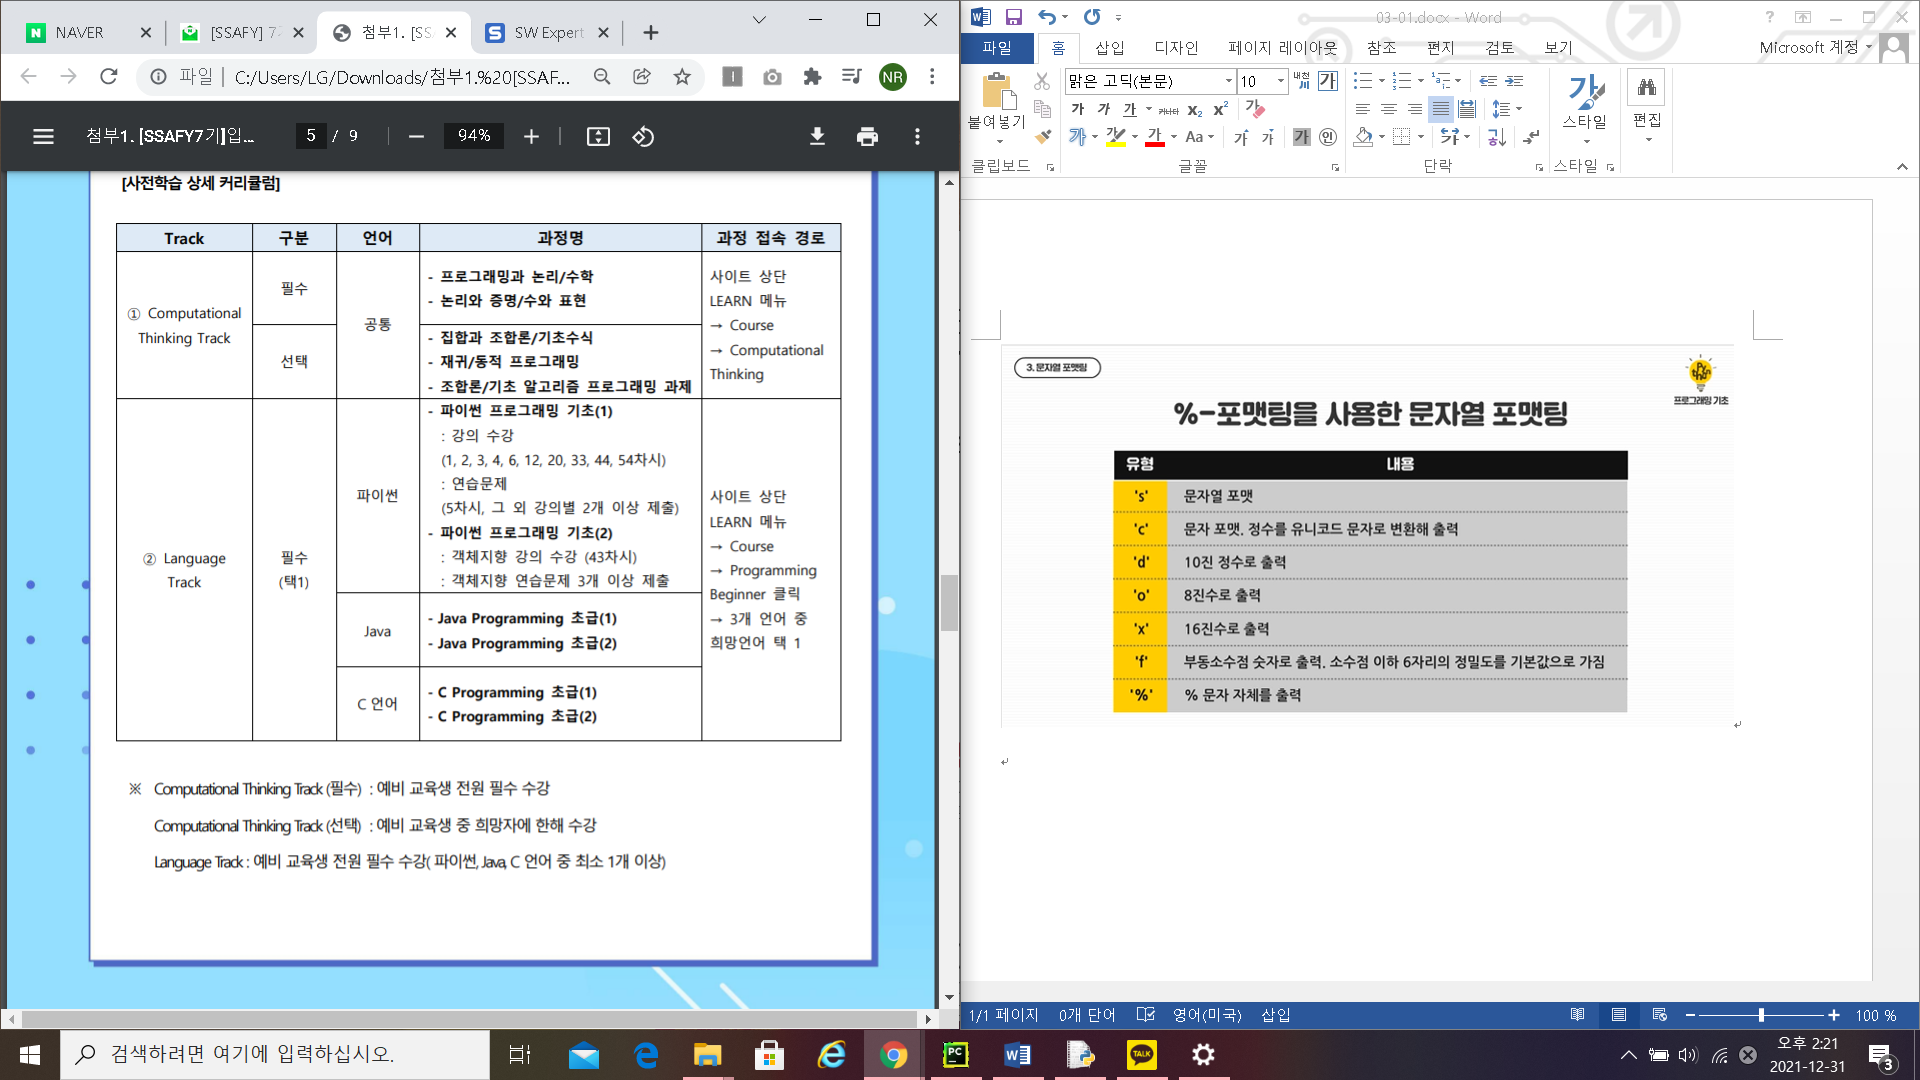 NAVER
[SSAFY] 7
첨부1. [SS
SW Expert
파일
C:/Users/LG/Downloads/첨부1.%20[SSAF...
NR
첨부1. [SSAFY7기]입...
5 / 9
94%
[사전학습 상세 커리큘럼]
Track 구분 언어 과정명 과정 접속 경로
① Computational
Thinking Track
필수
선택
공통
- 프로그래밍과 논리/수학
- 논리와 증명/수와 표현
- 집합과 조합론/기초수식
- 재귀/동적 프로그래밍
- 조합론/기초 알고리즘 프로그래밍 과제
사이트 상단
LEARN 메뉴
→ Course
→ Computational
Thinking
② Language
Track
필수
(택1)
파이썬
- 파이썬 프로그래밍 기초(1)
: 강의 수강
(1, 2, 3, 4, 6, 12, 20, 33, 44, 54차시)
: 연습문제
(5차시, 그 외 강의별 2개 이상 제출)
- 파이썬 프로그래밍 기초(2)
: 객체지향 강의 수강 (43차시)
: 객체지향 연습문제 3개 이상 제출
Java
- Java Programming 초급(1)
- Java Programming 초급(2)
C 언어
- C Programming 초급(1)
- C Programming 초급(2)
사이트 상단
LEARN 메뉴
→ Course
→ Programming
Beginner 클릭
→ 3개 언어 중
희망언어 택 1
※ Computational Thinking Track (필수) : 예비 교육생 전원 필수 수강
Computational Thinking Track (선택) : 예비 교육생 중 희망자에 한해 수강
Language Track : 예비 교육생 전원 필수 수강( 파이썬, Java, C 언어 중 최소 1개 이상)
03-01.docx - Word
파일 홈 삽입 디자인 페이지 레이아웃 참조 편지 검토 보기 Microsoft 계정
붙여넣기
맑은 고딕(본문) 10
스타일
편집
클립보드 글꼴 단락 스타일
3. 문자열 포맷팅
프로그래밍 기초
%-포맷팅을 사용한 문자열 포맷팅
유형 내용
's' 문자열 포맷
'c' 문자 포맷. 정수를 유니코드 문자로 변환해 출력
'd' 10진 정수로 출력
'o' 8진수로 출력
'x' 16진수로 출력
'f' 부동소수점 숫자로 출력. 소수점 이하 6자리의 정밀도를 기본값으로 가짐
'%' % 문자 자체를 출력
1/1 페이지 0개 단어 영어(미국) 삽입
100 %
검색하려면 여기에 입력하십시오.
PC
TALK
오후 2:21
2021-12-31
3